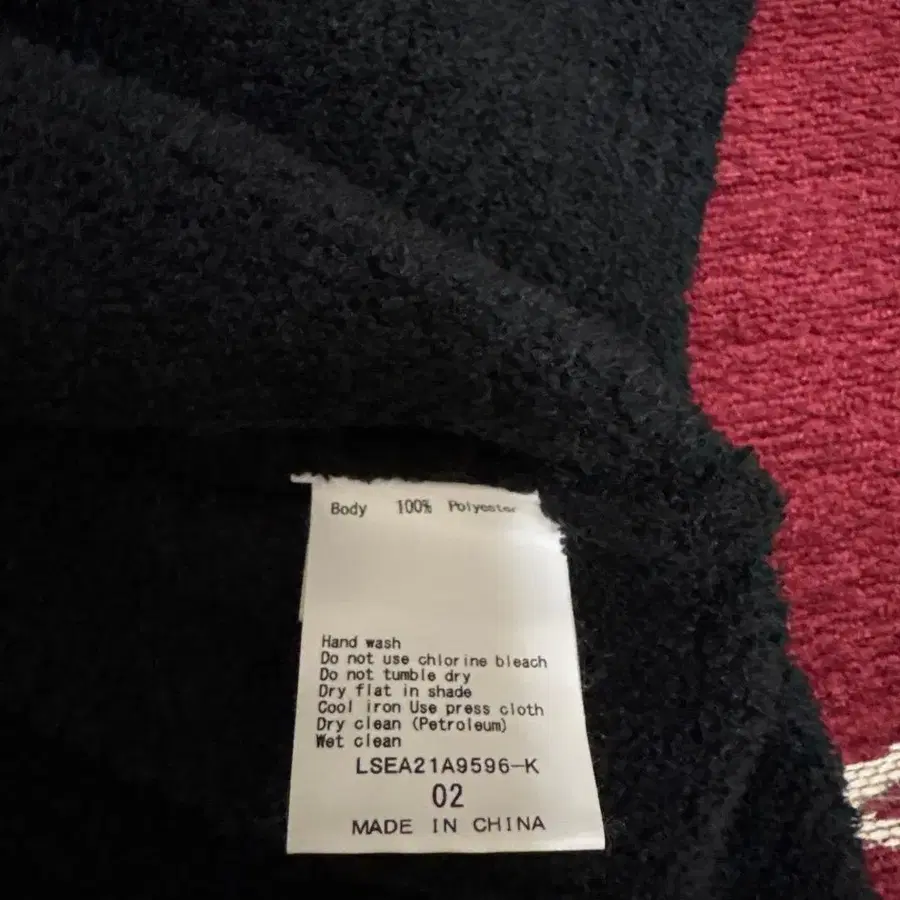 Body 100% Polyester
Hand wash
Do not use chlorine bleach
Do not tumble dry
Dry flat in shade
Cool iron Use press cloth
Dry clean (Petroleum)
Wet clean
LSEA21A9596-K
02
MADE IN CHINA